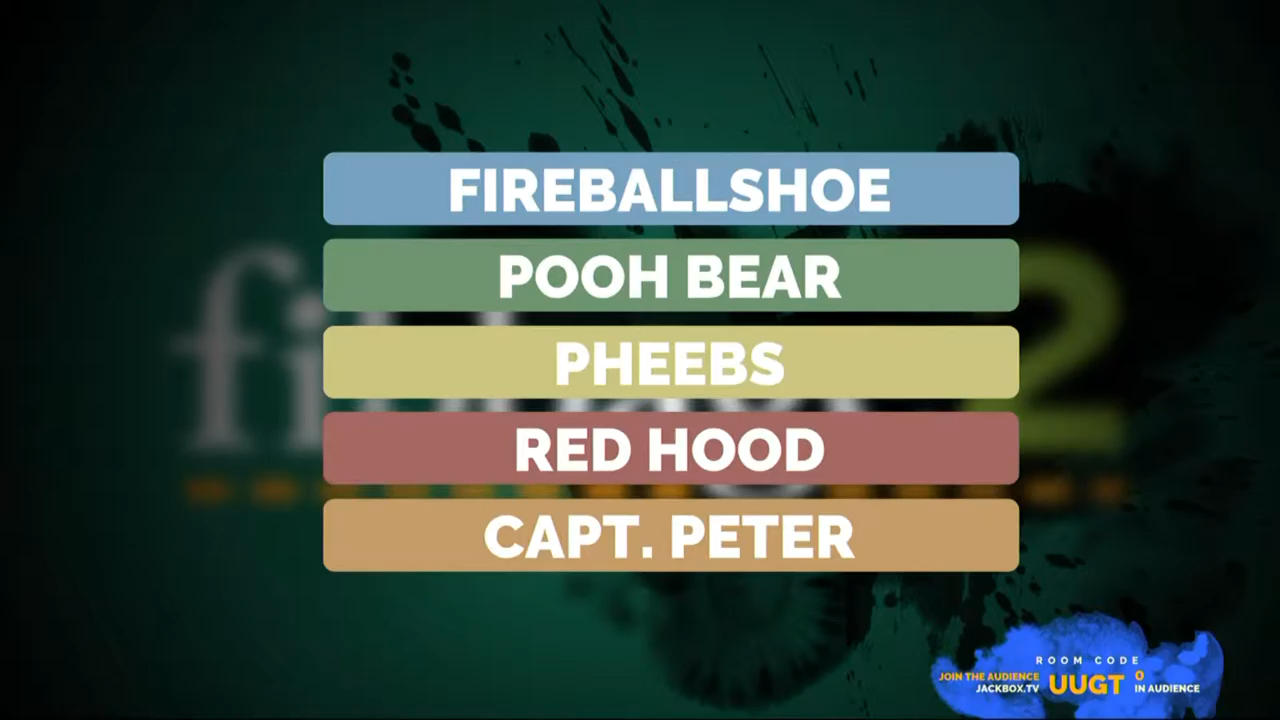 FIREBALLSHOE
POOH BEAR
PHEEBS
RED HOOD
CAPT. PETER
2
ROOM CODE
JOIN THE AUDIENCE
JACKBOX.TV
UUGT
0
IN AUDIENCE